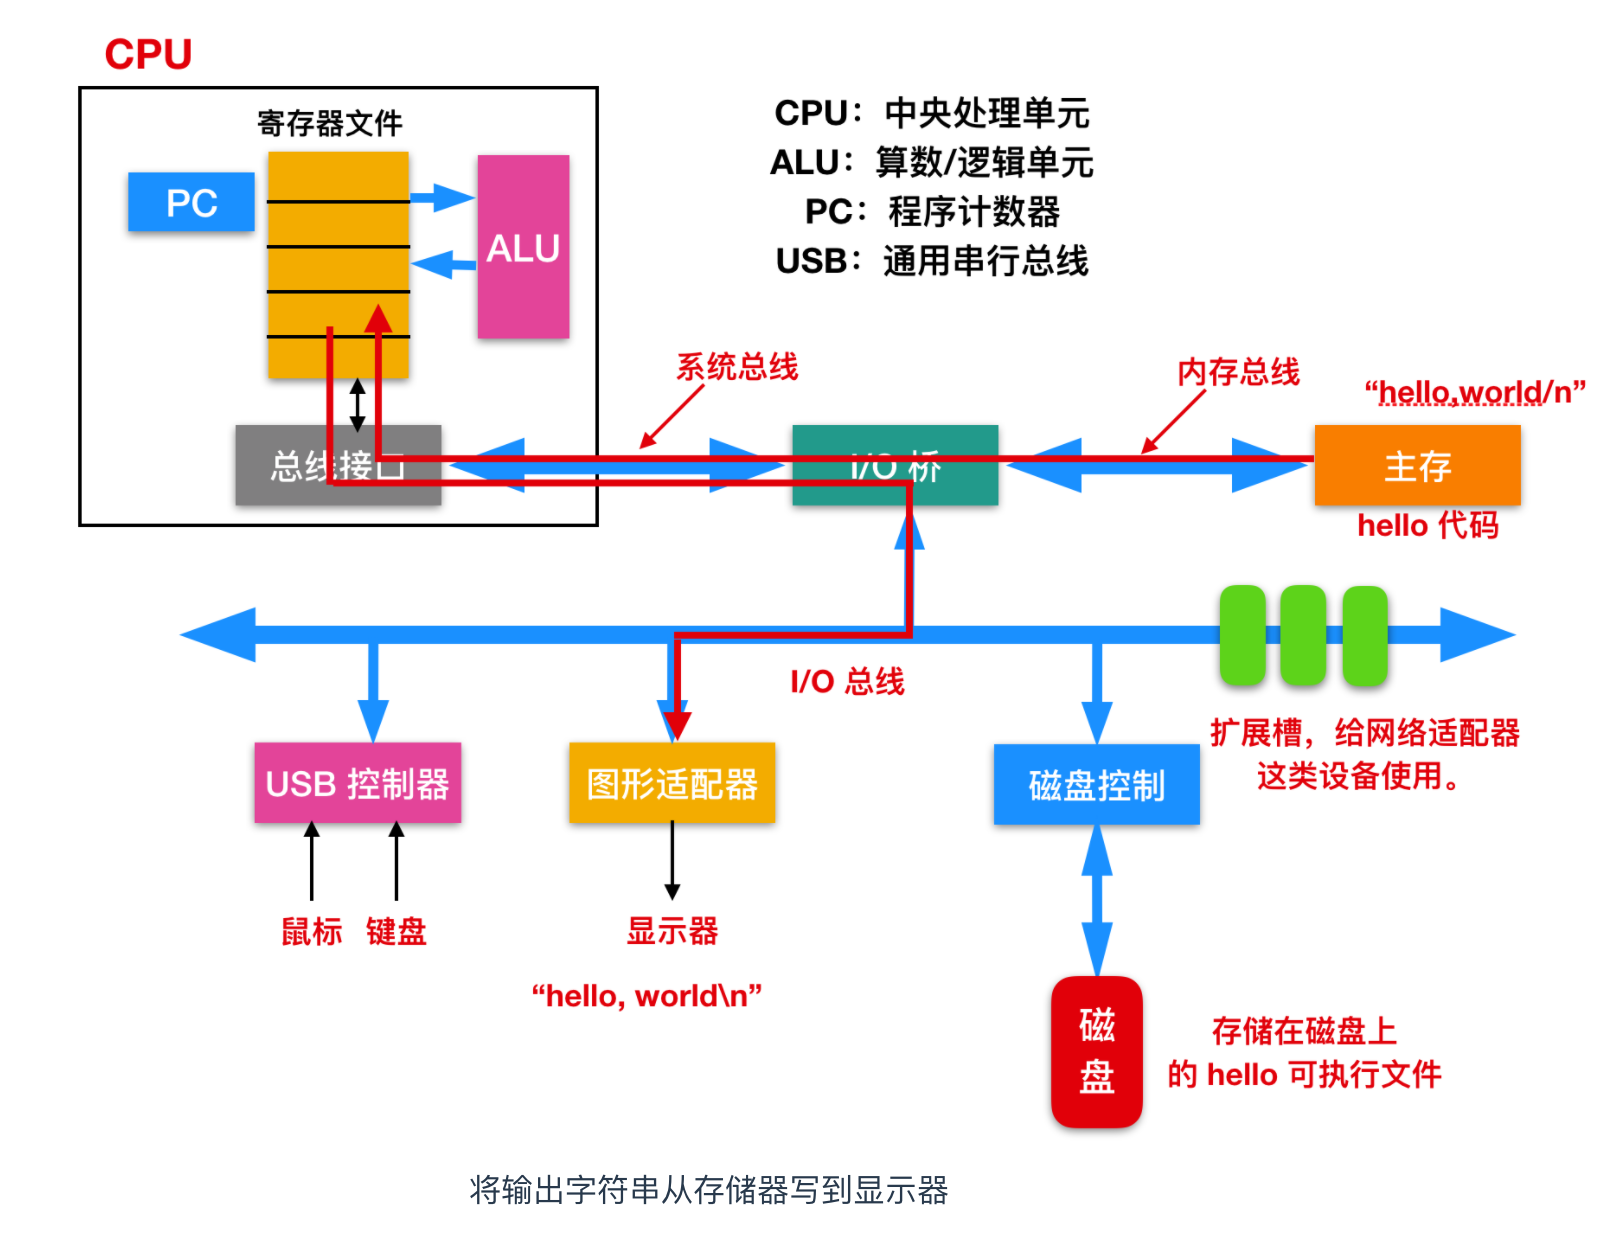 CPU
寄存器文件
PC
ALU
CPU：中央处理单元
ALU：算数/逻辑单元
PC：程序计数器
USB：通用串行总线
系统总线
内存总线
“hello,world/n”
总线接口
I/O 桥
主存
hello 代码
I/O 总线
扩展槽，给网络适配器
这类设备使用。
USB 控制器
图形适配器
磁盘控制
鼠标
键盘
显示器
“hello, world\n”
磁
盘
存储在磁盘上
的 hello 可执行文件
将输出字符串从存储器写到显示器